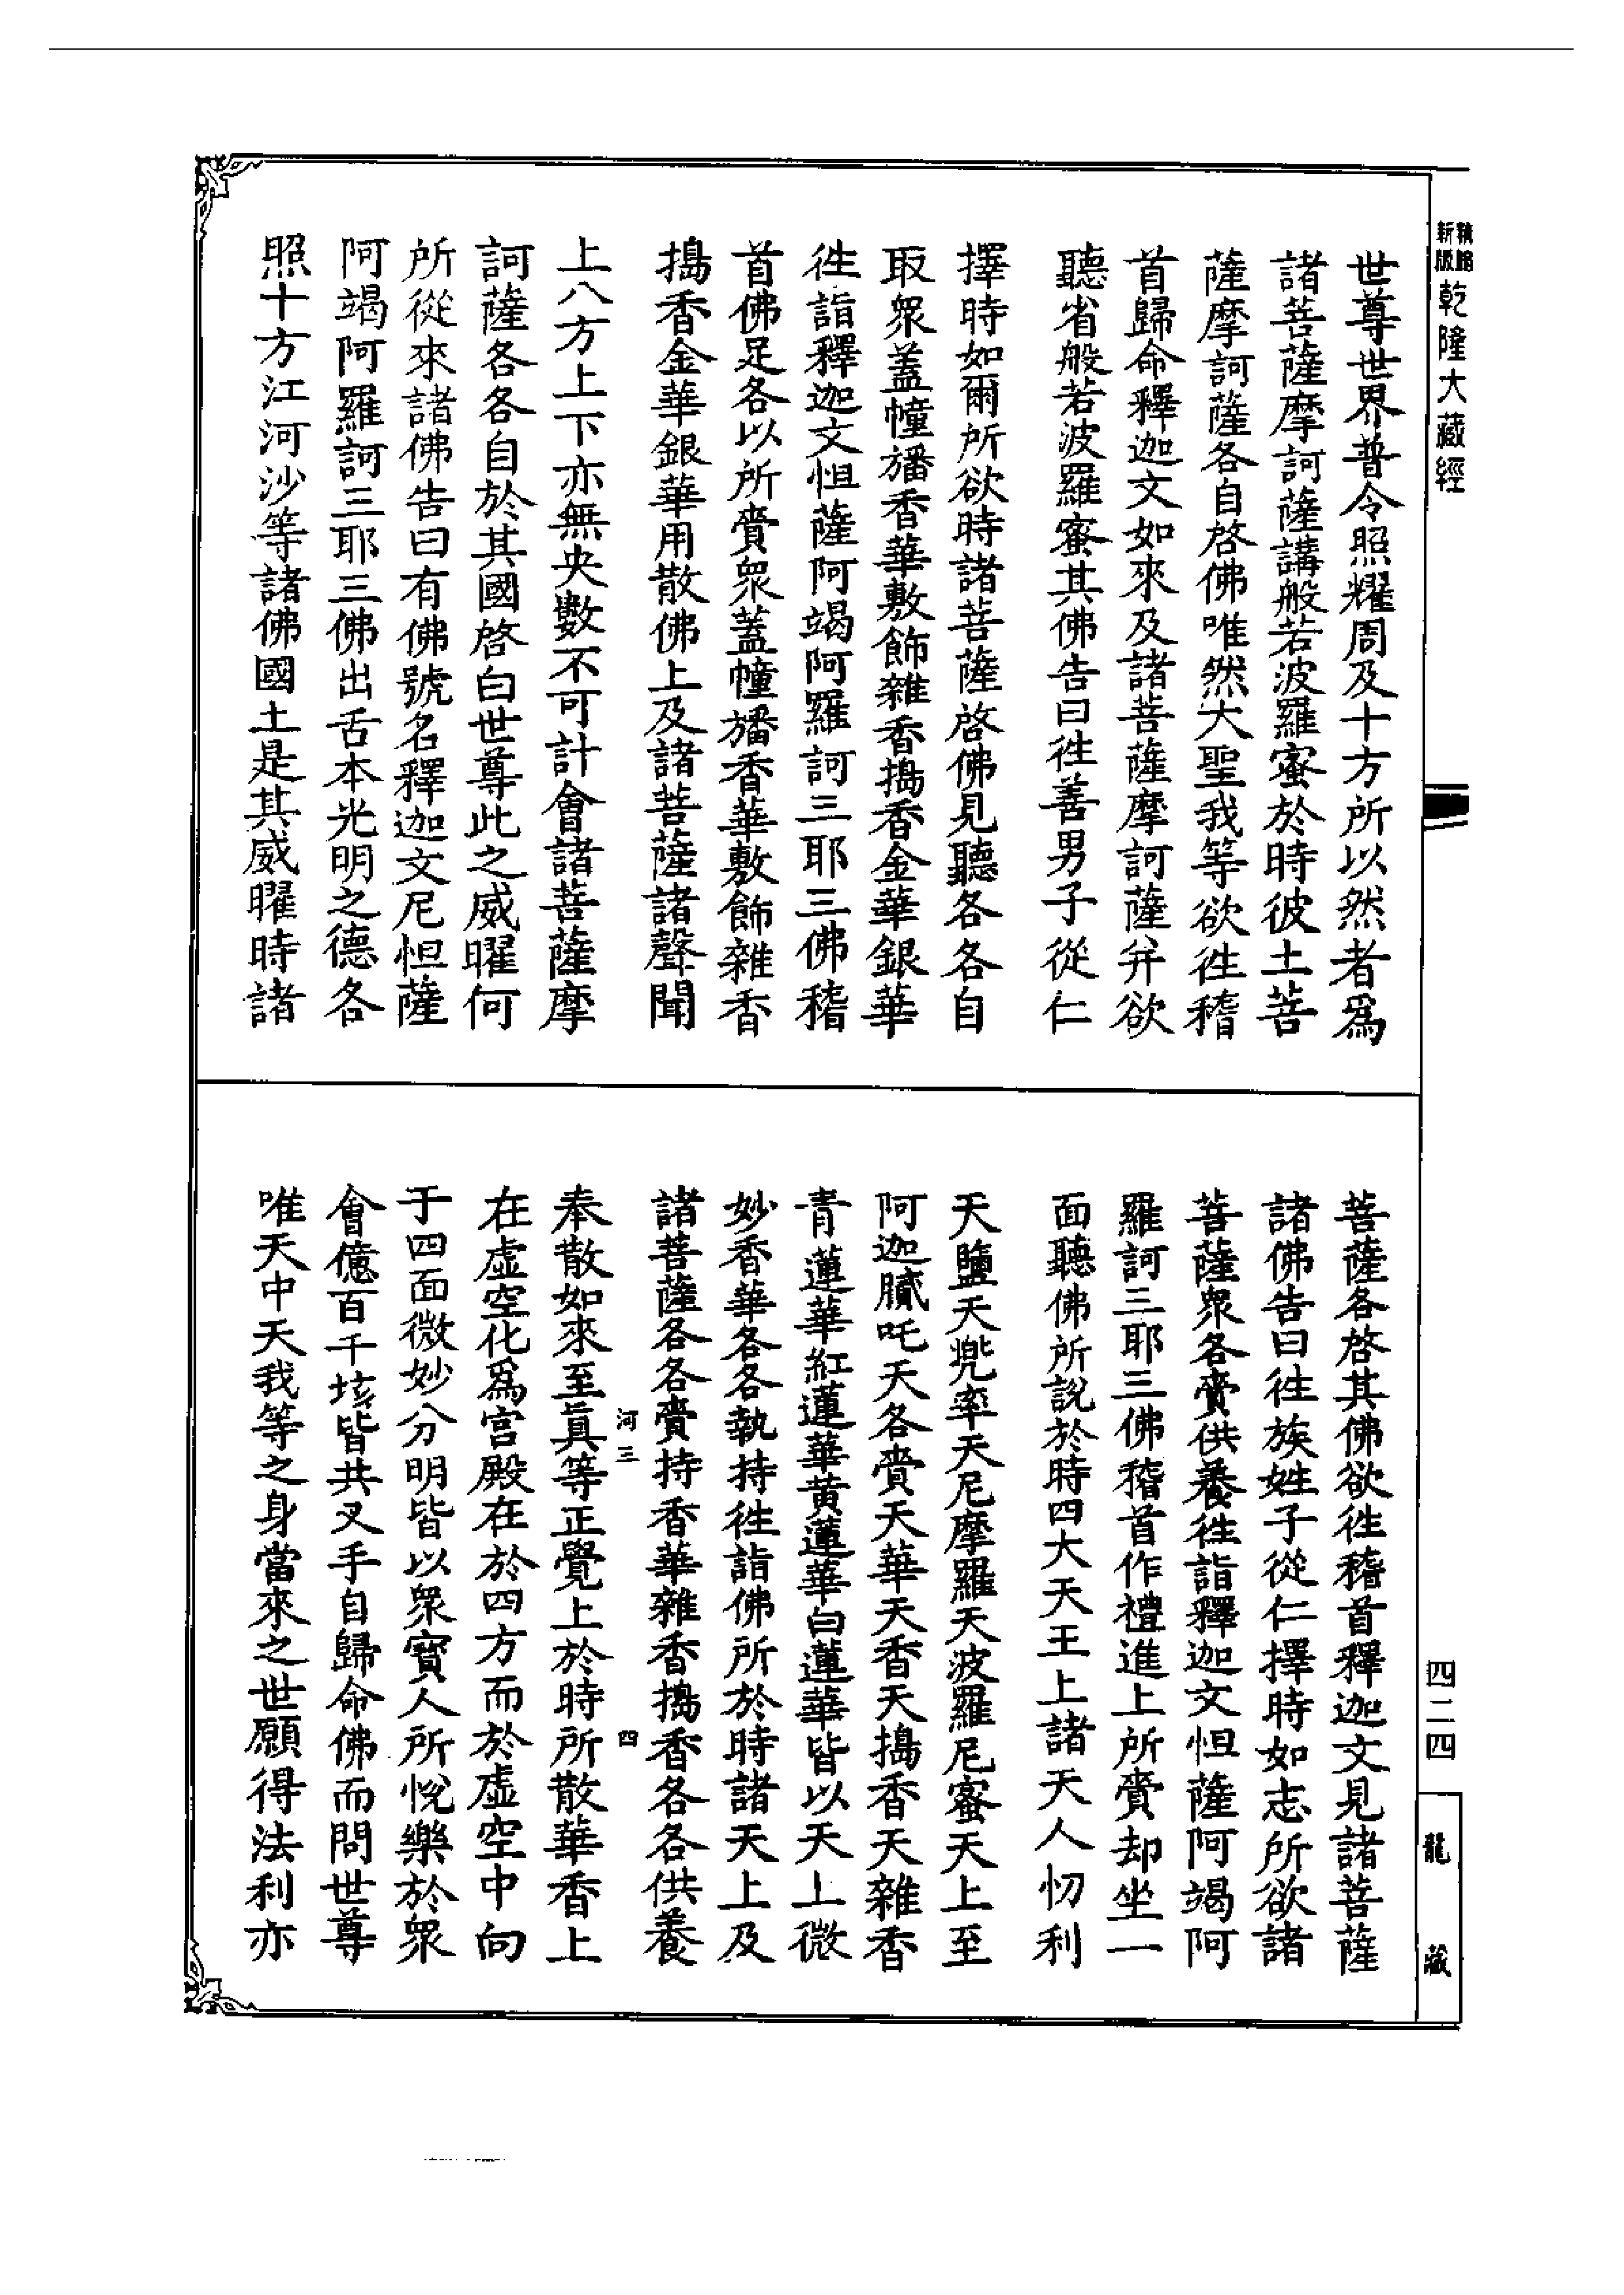 新版
乾隆大藏經
世尊世界普令照耀周及十方所以然者爲
諸菩薩摩訶薩講般若波羅蜜於時彼土菩
薩摩訶薩各自啓佛唯然大聖我等欲徃稽
首歸命釋迦文如來及諸菩薩摩訶薩并欲
聽省般若波羅蜜其佛告曰徃善男子從仁
擇時如爾所欲時諸菩薩啓佛見聽各各自
取衆蓋幢旛香華敷飾雜香擣香金華銀華
徃詣釋迦文怛薩阿竭阿羅訶三耶三佛稽
首佛足各以所賷衆蓋幢旛香華敷飾雜香
擣香金華銀華用散佛上及諸菩薩諸聲聞
上八方上下亦無央數不可計會諸菩薩摩
訶薩各各自於其國啓白世尊此之威曜何
所從來諸佛告曰有佛號名釋迦文尼怛薩
阿竭阿羅訶三耶三佛出舌本光明之德各
照十方江河沙等諸佛國土是其威曜時諸
菩薩各啓其佛欲徃稽首釋迦文見諸菩薩
諸佛告曰徃族姓子從仁擇時如志所欲諸
菩薩衆各賷供養徃詣釋迦文怛薩阿竭阿
羅訶三耶三佛稽首作禮進上所賷却坐一
面聽佛所說於時四大天王上諸天人忉利
天鹽天兠率天尼摩羅天波羅尼蜜天上至
阿迦膩吒天各賷天華天香天擣香天雜香
青蓮華紅蓮華黃蓮華白蓮華皆以天上微
妙香華各各執持徃詣佛所於時諸天上及
諸菩薩各各賷持香華雜香擣香各各供養
河三 四
奉散如來至眞等正覺上於時所散華香上
在虛空化爲宮殿在於四方而於虛空中向
于四面微妙分明皆以衆寳人所悅樂於衆
會億百千垓皆共叉手自歸命佛而問世尊
唯天中天我等之身當來之世願得法利亦
四二四
龍藏